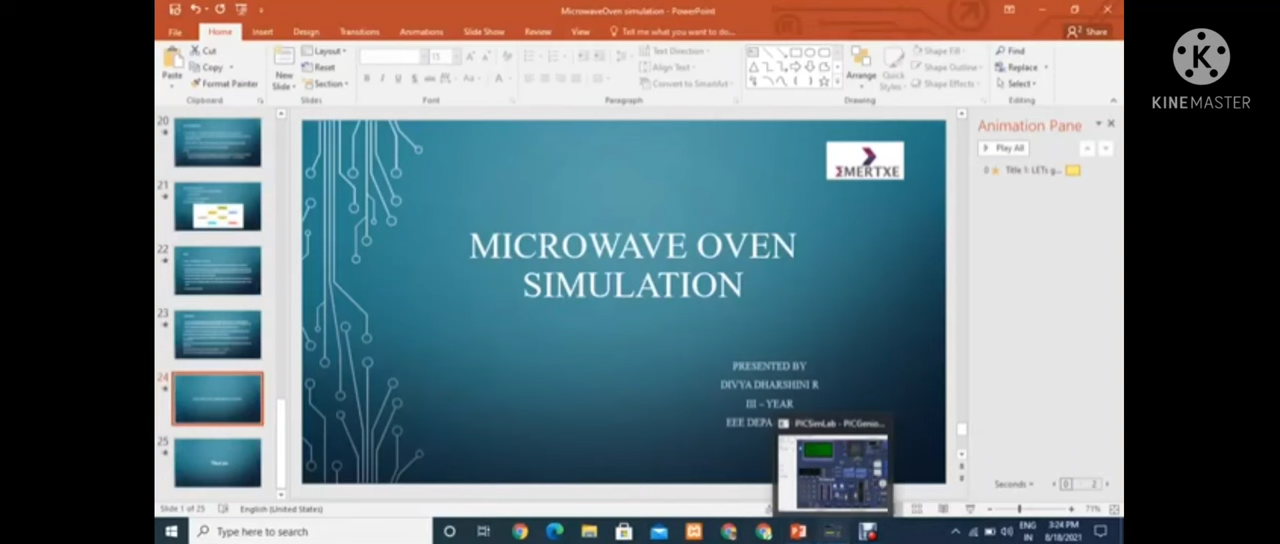 MicrowaveOven simulation - PowerPoint
File
Home
Insert
Design
Transitions
Animations
Slide Show
Review
View
Tell me what you want to do...
Share
Paste
Cut
Copy
Format Painter
Clipboard
New
Slide
Layout
Reset
Section
Slides
Font
Text Direction
Align Text
Convert to SmartArt
Paragraph
Arrange
Quick
Styles
Shape Fill
Shape Outline
Shape Effects
Drawing
Find
Replace
Select
Editing
K
KINEMASTER
20
21
22
23
24
25
ΣMERTXE
MICROWAVE OVEN
SIMULATION
PRESENTED BY
DIVYA DHARSHINI R
III – YEAR
EEE DEPA
PICSimLab - PICGenio...
Animation Pane
Play All
0 Title 1: LETs g...
Seconds
0 2
Slide 1 of 25
English (United States)
71%
Type here to search
ENG
IN
3:24 PM
8/18/2021